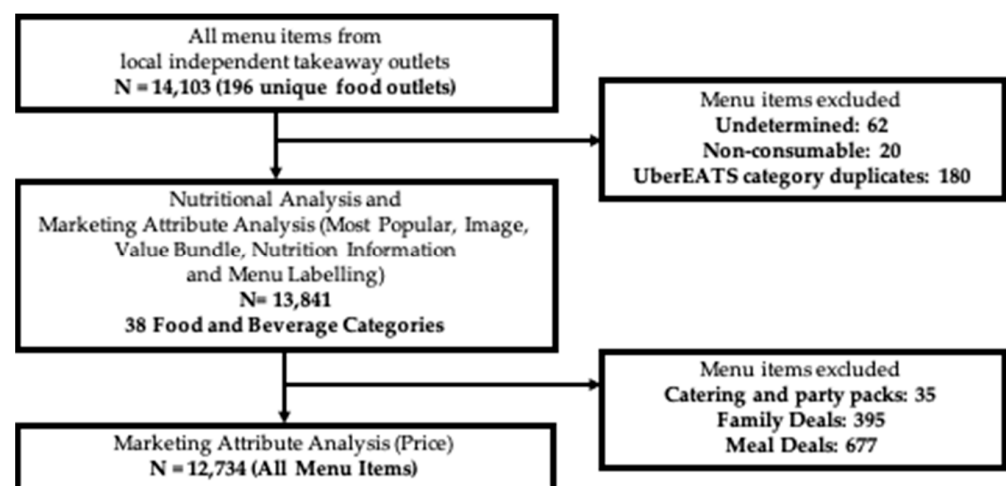 All menu items from
local independent takeaway outlets
N = 14,103 (196 unique food outlets)
Menu items excluded
Undetermined: 62
Non-consumable: 20
UberEATS category duplicates: 180
Nutritional Analysis and
Marketing Attribute Analysis (Most Popular, Image,
Value Bundle, Nutrition Information
and Menu Labelling)
N= 13,841
38 Food and Beverage Categories
Menu items excluded
Catering and party packs: 35
Family Deals: 395
Meal Deals: 677
Marketing Attribute Analysis (Price)
N = 12,734 (All Menu Items)